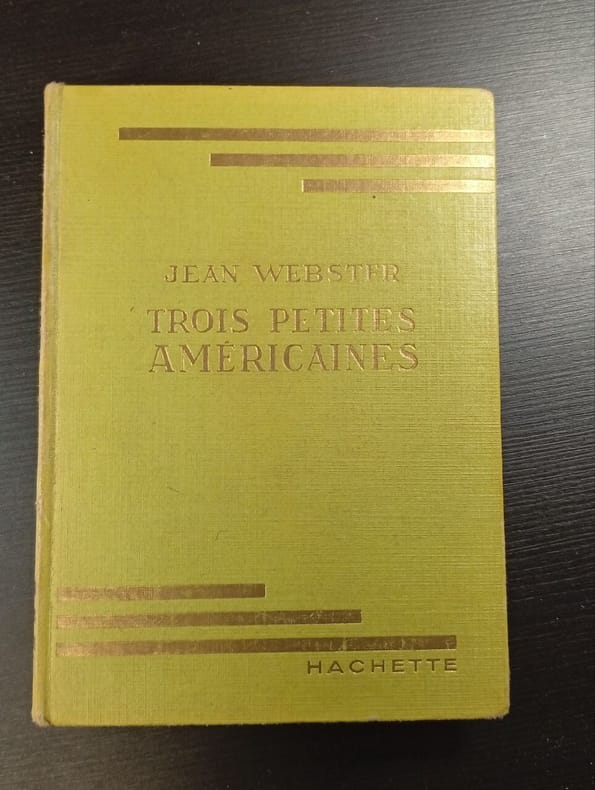 JEAN WEBSTER
TROIS PETITES
AMÉRICAINES
HACHETTE